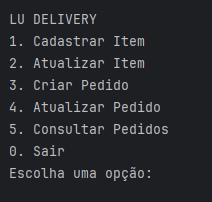 LU DELIVERY
1. Cadastrar Item
2. Atualizar Item
3. Criar Pedido
4. Atualizar Pedido
5. Consultar Pedidos
0. Sair
Escolha uma opção: